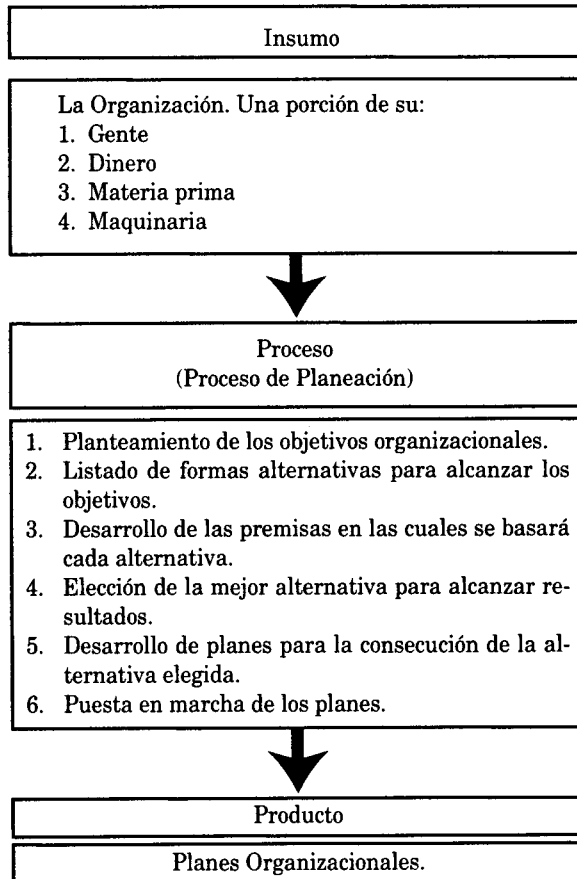 Insumo
La Organización. Una porción de su:
1. Gente
2. Dinero
3. Materia prima
4. Maquinaria
Proceso
(Proceso de Planeación)
1. Planteamiento de los objetivos organizacionales.
2. Listado de formas alternativas para alcanzar los
objetivos.
3. Desarrollo de las premisas en las cuales se basará
cada alternativa.
4. Elección de la mejor alternativa para alcanzar re-
sultados.
5. Desarrollo de planes para la consecución de la al-
ternativa elegida.
6. Puesta en marcha de los planes.
Producto
Planes Organizacionales.